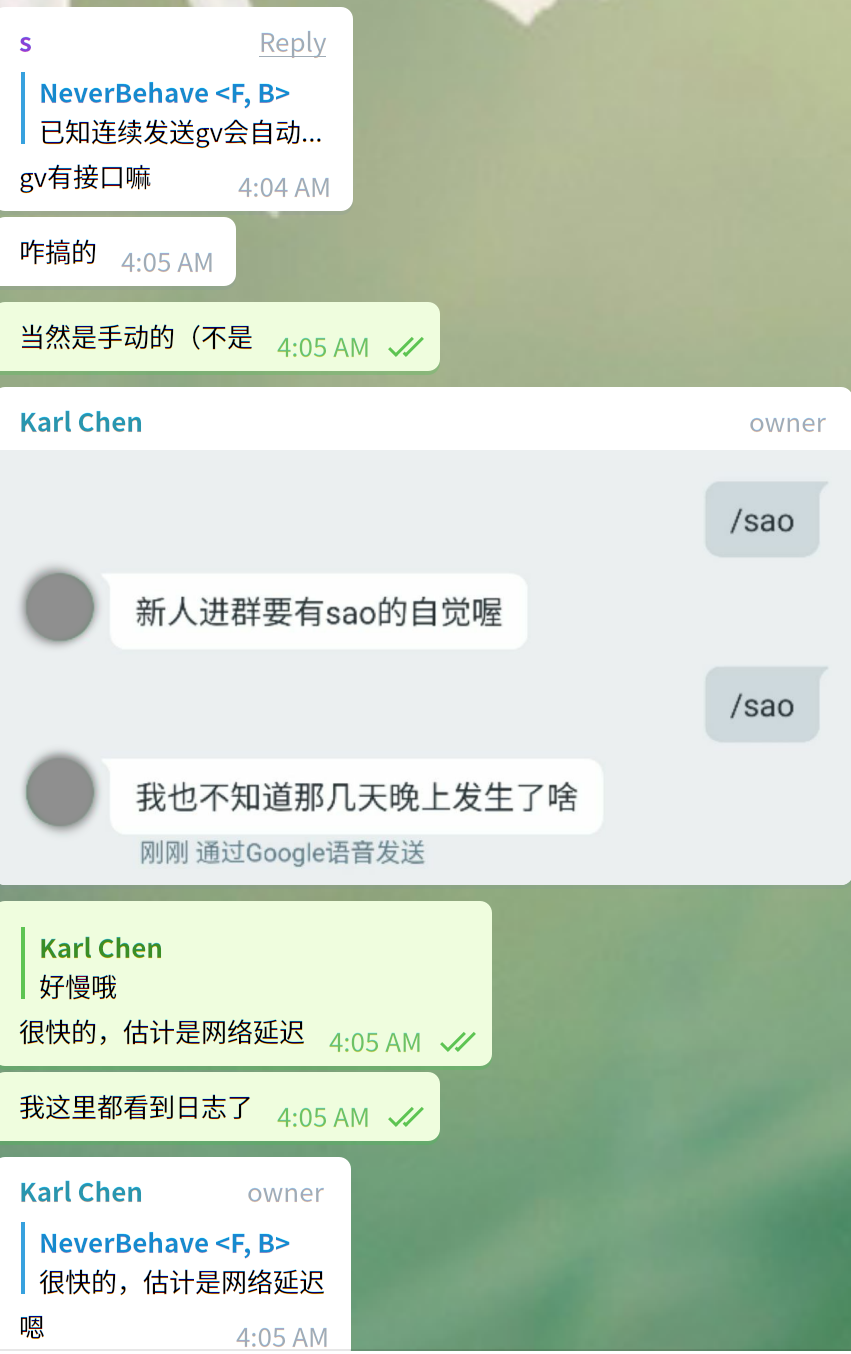 s Reply
NeverBehave <F, B>
已知连续发送gv会自动...
gv有接口嘛 4:04 AM
咋搞的 4:05 AM
当然是手动的（不是 4:05 AM
Karl Chen owner
/sao
新人进群要有sao的自觉喔
/sao
我也不知道那几天晚上发生了啥
刚刚 通过Google语音发送
Karl Chen
好慢哦
很快的，估计是网络延迟 4:05 AM
我这里都看到日志了 4:05 AM
Karl Chen owner
NeverBehave <F, B>
很快的，估计是网络延迟
嗯 4:05 AM